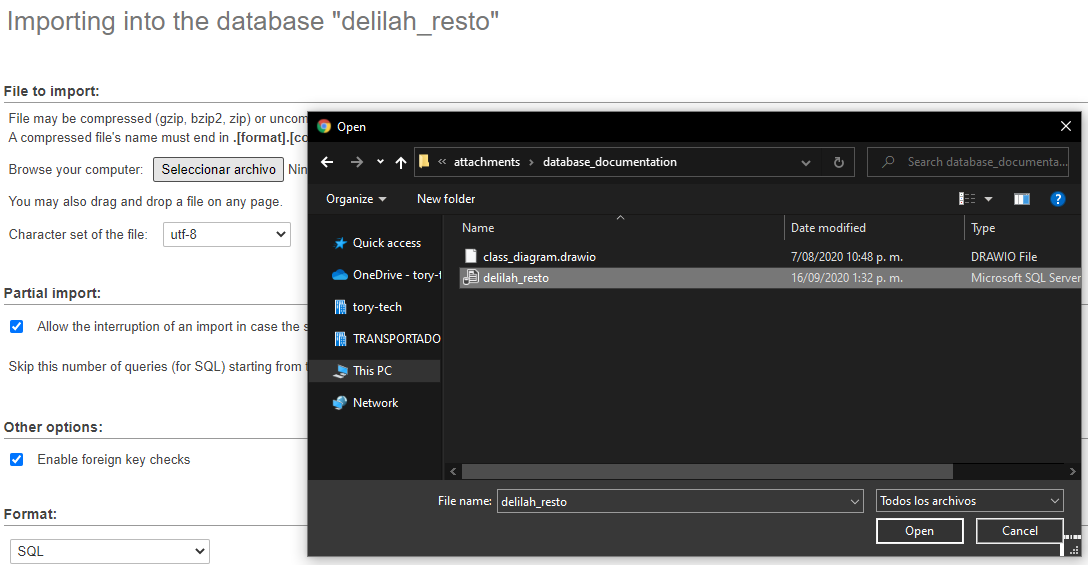 Importing into the database "delilah_resto"
File to import:
File may be compressed (gzip, bzip2, zip) or uncom
A compressed file's name must end in .[format].[co
Browse your computer: Seleccionar archivo Nin
You may also drag and drop a file on any page.
Character set of the file: utf-8
Partial import:
Allow the interruption of an import in case the s
Skip this number of queries (for SQL) starting from t
Other options:
Enable foreign key checks
Format:
SQL
Open
« attachments › database_documentation
Search database_documenta...
Organize New folder
Name Date modified Type
class_diagram.drawio 7/08/2020 10:48 p. m. DRAWIO File
delilah_resto 16/09/2020 1:32 p. m. Microsoft SQL Server
Quick access
OneDrive - tory-t
tory-tech
TRANSPORTADO
This PC
Network
File name: delilah_resto Todos los archivos
Open Cancel